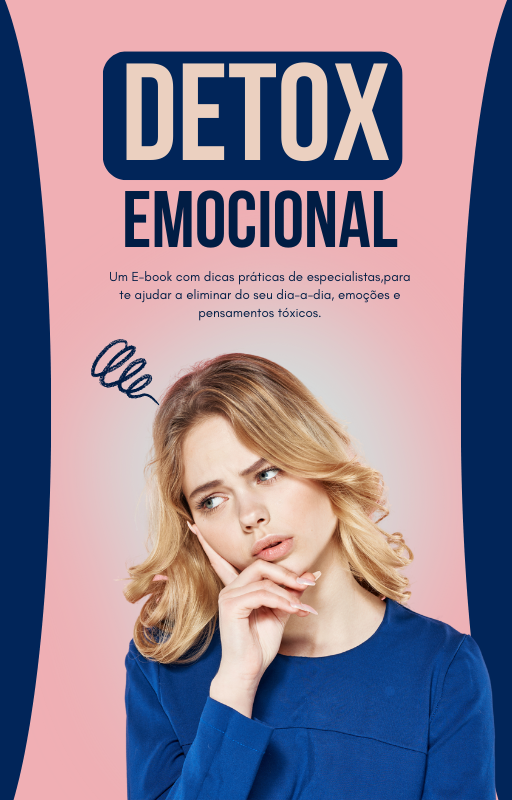 DETOX
EMOCIONAL
Um E-book com dicas práticas de especialistas,para
te ajudar a eliminar do seu dia-a-dia, emoções e
pensamentos tóxicos.